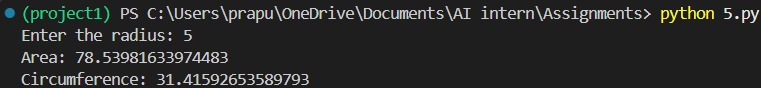 (project1) PS C:\Users\prapu\OneDrive\Documents\AI intern\Assignments> python 5.py
Enter the radius: 5
Area: 78.53981633974483
Circumference: 31.41592653589793